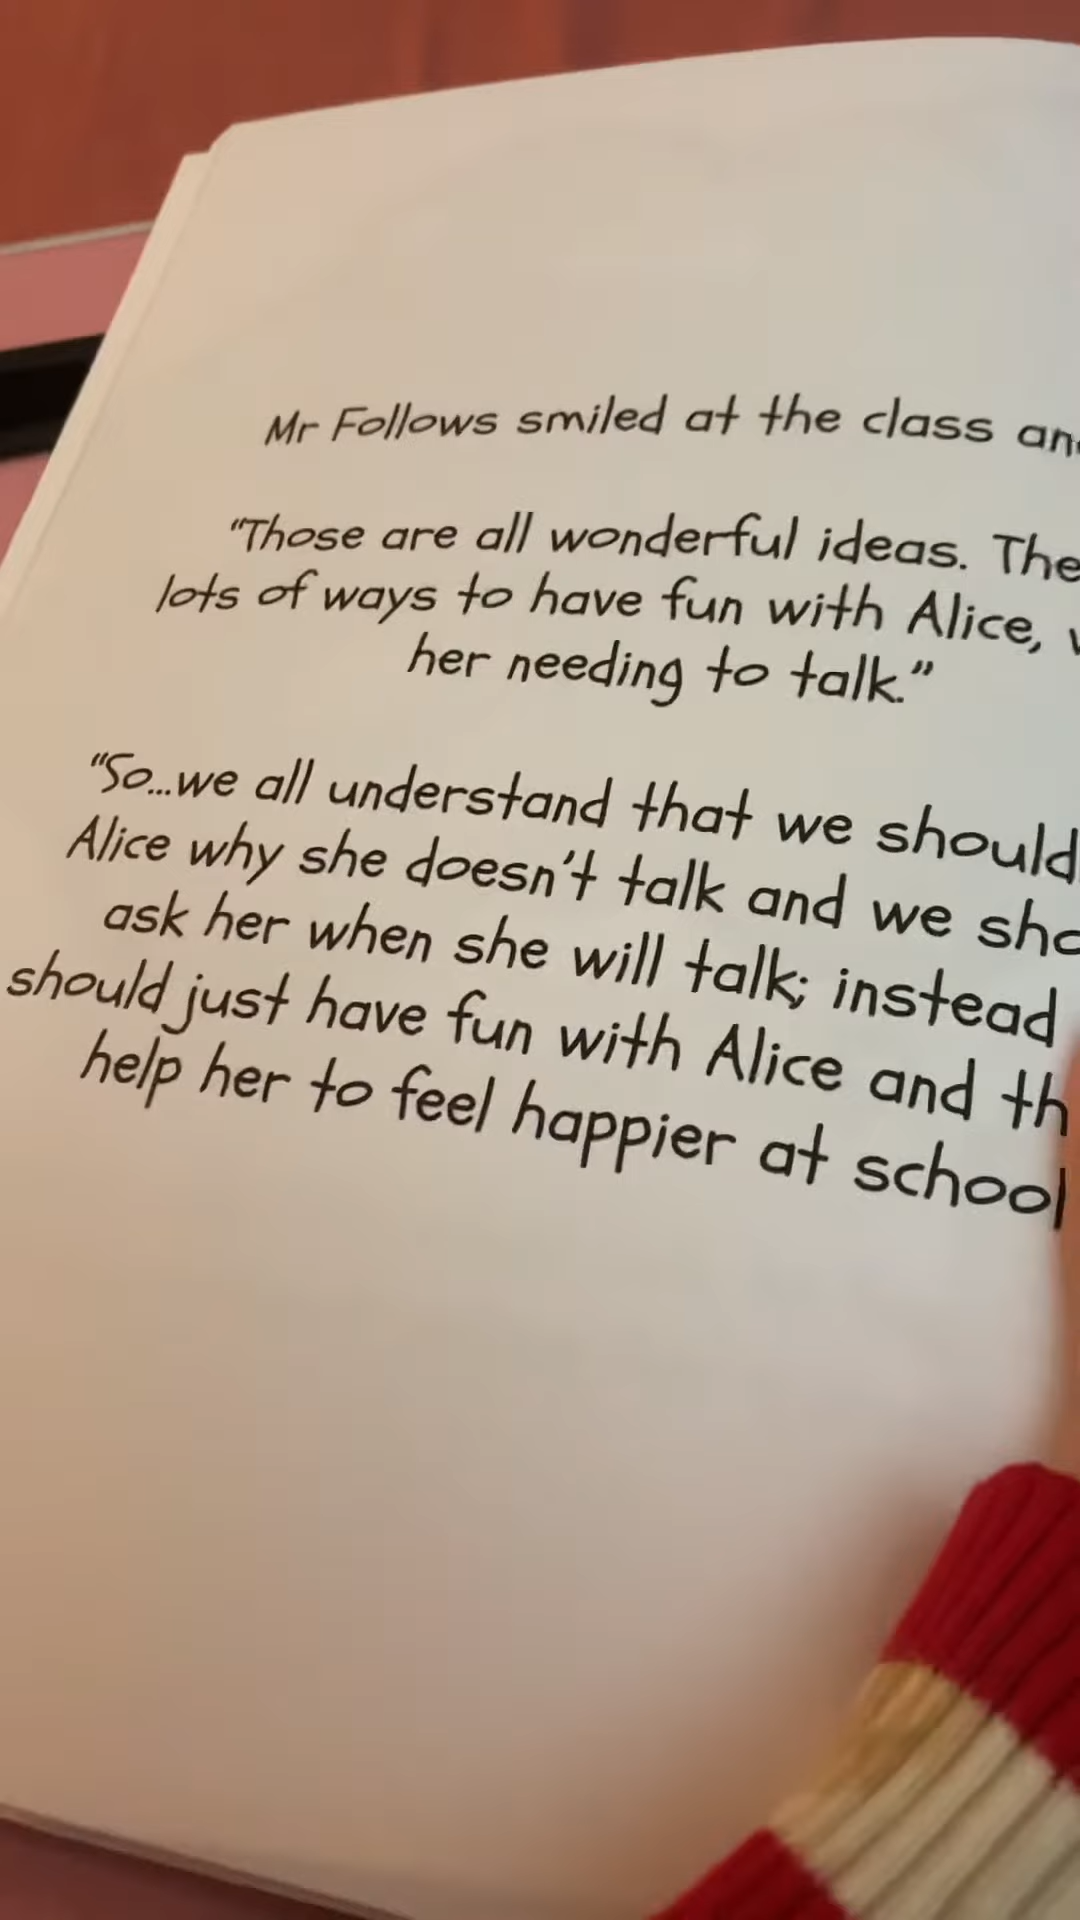 Mr Follows smiled at the class an
"Those are all wonderful ideas. The
lots of ways to have fun with Alice,
her needing to talk."
"So...we all understand that we should
Alice why she doesn't talk and we sho
ask her when she will talk; instead
should just have fun with Alice and th
help her to feel happier at school